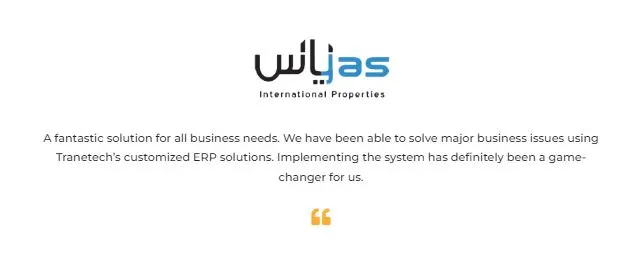 ياس jas
International Properties
A fantastic solution for all business needs. We have been able to solve major business issues using
Tranetech’s customized ERP solutions. Implementing the system has definitely been a game-
changer for us.